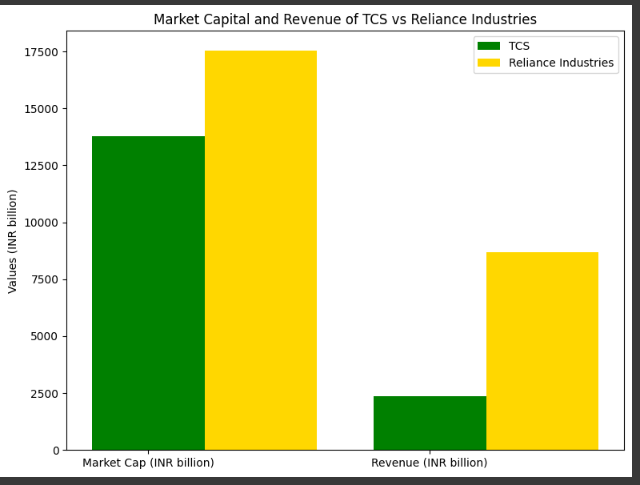 Market Capital and Revenue of TCS vs Reliance Industries
TCS
Reliance Industries
17500
15000
12500
10000
7500
5000
2500
0
Values (INR billion)
Market Cap (INR billion)
Revenue (INR billion)